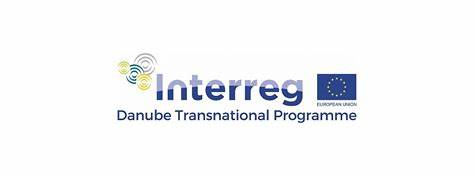 Interreg
EUROPEAN UNION
Danube Transnational Programme